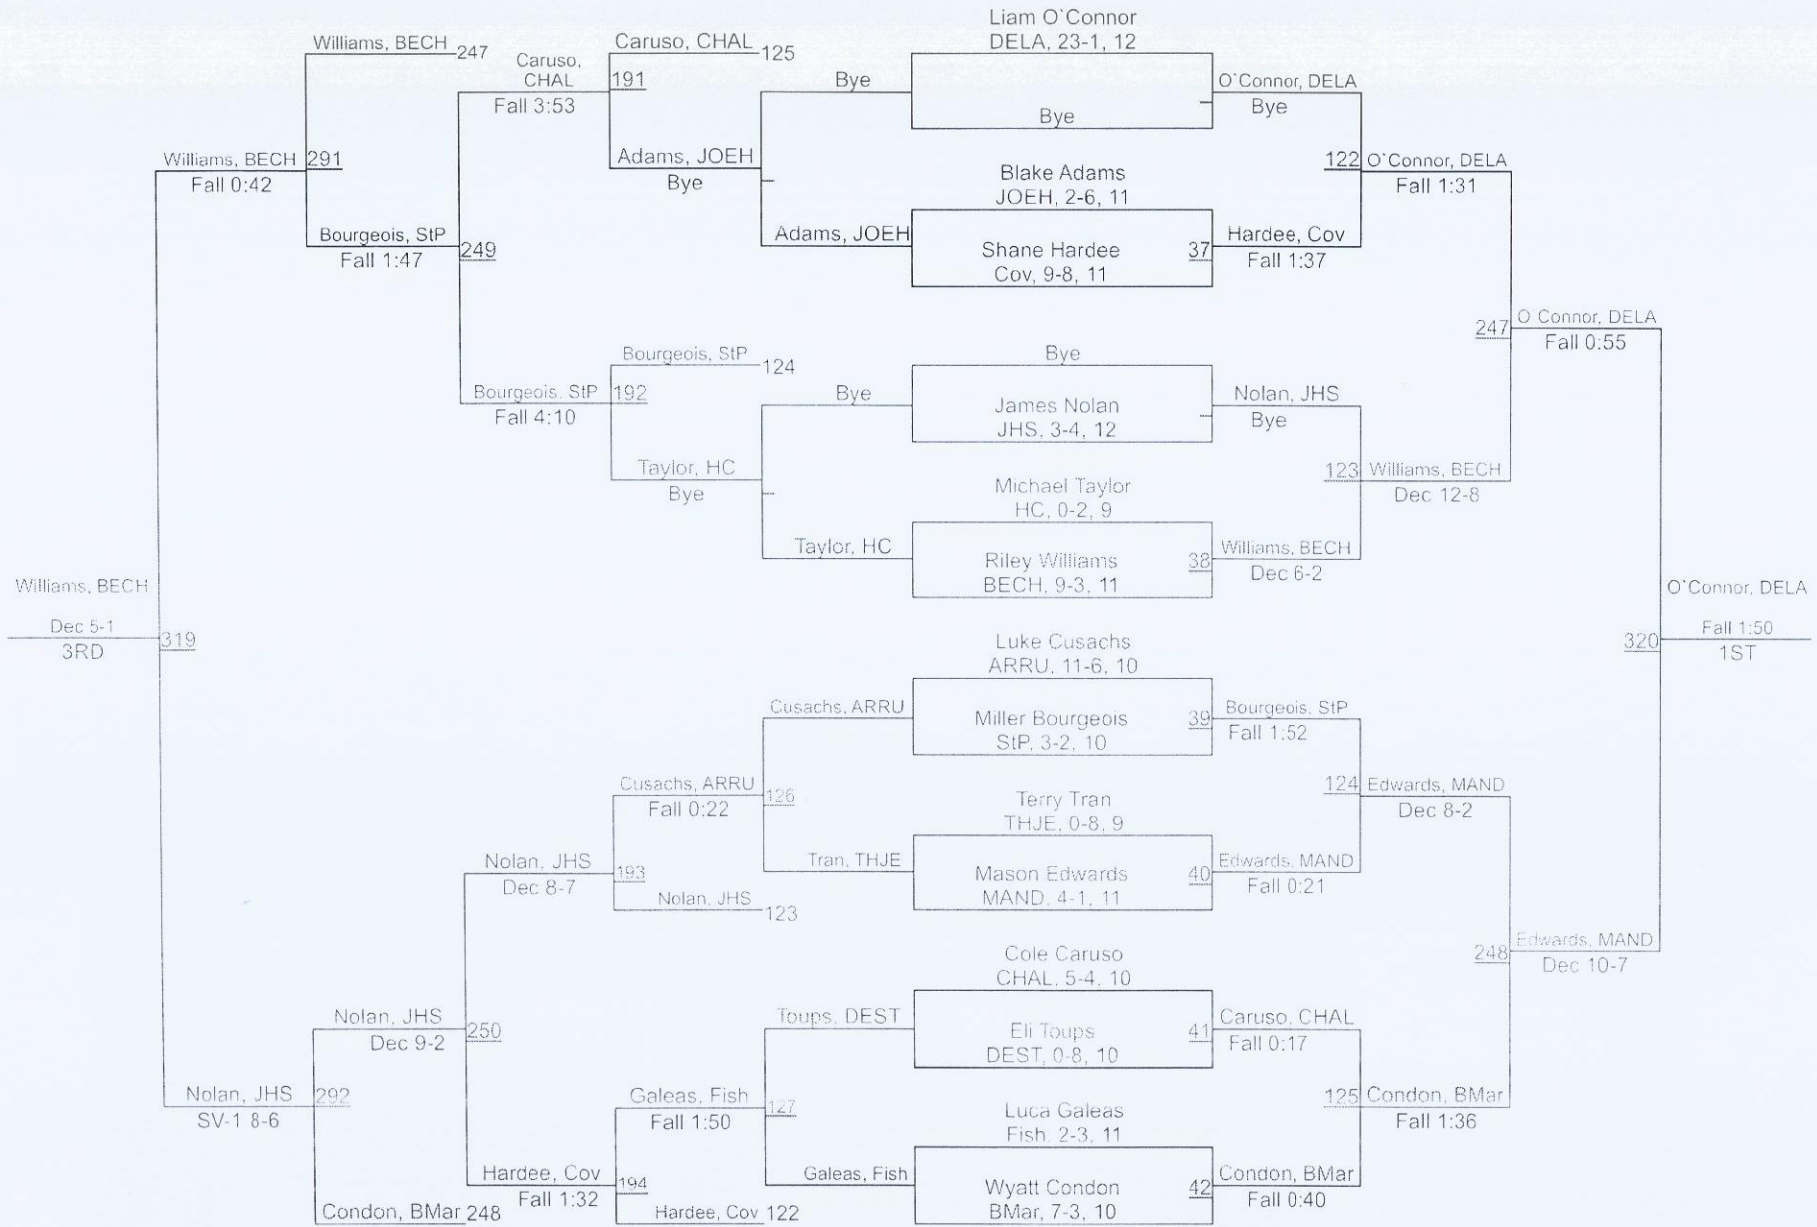 Liam O`Connor
DELA, 23-1, 12
Bye
Blake Adams
JOEH, 2-6, 11
Shane Hardee
Cov, 9-8, 11
37
Bye
James Nolan
JHS, 3-4, 12
Michael Taylor
HC, 0-2, 9
Riley Williams
BECH, 9-3, 11
38
Luke Cusachs
ARRU, 11-6, 10
Miller Bourgeois
StP, 3-2, 10
39
Terry Tran
THJE, 0-8, 9
Mason Edwards
MAND, 4-1, 11
40
Cole Caruso
CHAL, 5-4, 10
Eli Toups
DEST, 0-8, 10
41
Luca Galeas
Fish, 2-3, 11
Wyatt Condon
BMar, 7-3, 10
42
O`Connor, DELA
Bye
Hardee, Cov
Fall 1:37
Nolan, JHS
Bye
Williams, BECH
Dec 6-2
Bourgeois, StP
Fall 1:52
Edwards, MAND
Fall 0:21
Caruso, CHAL
Fall 0:17
Condon, BMar
Fall 0:40
122
O`Connor, DELA
Fall 1:31
123
Williams, BECH
Dec 12-8
124
Edwards, MAND
Dec 8-2
125
Condon, BMar
Fall 1:36
247
O`Connor, DELA
Fall 0:55
248
Edwards, MAND
Dec 10-7
O`Connor, DELA
320
Fall 1:50
1ST
Bye
Adams, JOEH
Bye
Taylor, HC
Cusachs, ARRU
Tran, THJE
Toups, DEST
Galeas, Fish
Caruso, CHAL
125
191
Adams, JOEH
Bye
Bourgeois, StP
124
192
Taylor, HC
Bye
Cusachs, ARRU
Fall 0:22
126
193
Nolan, JHS
123
Galeas, Fish
Fall 1:50
127
194
Hardee, Cov
122
Caruso,
CHAL
Fall 3:53
Bourgeois, StP
Fall 4:10
249
Nolan, JHS
Dec 8-7
250
Hardee, Cov
Fall 1:32
Williams, BECH
247
291
Bourgeois, StP
Fall 1:47
Nolan, JHS
Dec 9-2
292
Condon, BMar
248
Williams, BECH
Fall 0:42
Nolan, JHS
SV-1 8-6
Williams, BECH
319
Dec 5-1
3RD